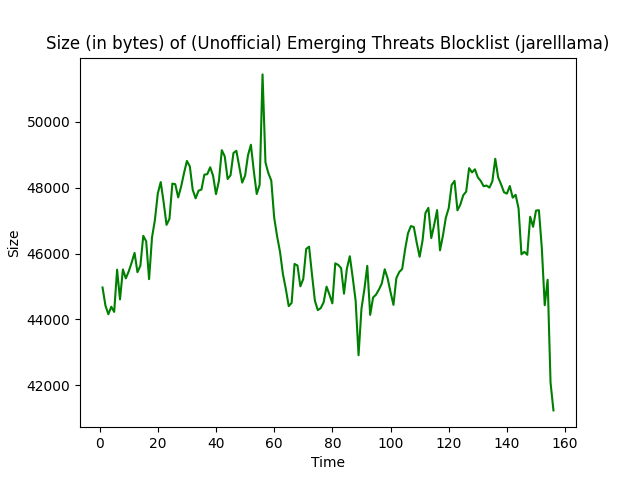 Size (in bytes) of (Unofficial) Emerging Threats Blocklist (jarelllama)
50000
48000
46000
44000
42000
Size
0 20 40 60 80 100 120 140 160
Time